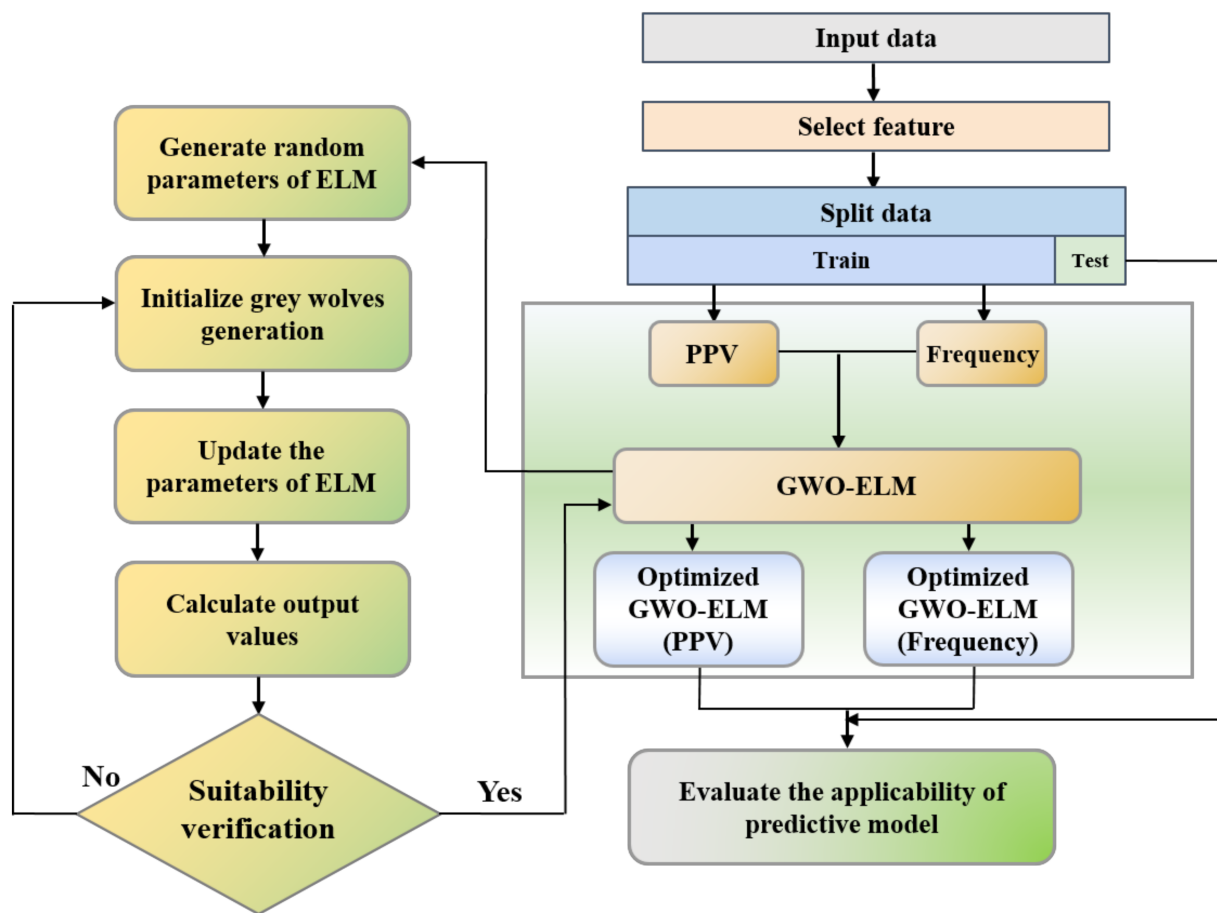 Input data
Select feature
Split data
Train
Test
PPV
Frequency
GWO-ELM
Optimized
GWO-ELM
(PPV)
Optimized
GWO-ELM
(Frequency)
Evaluate the applicability of
predictive model
Generate random
parameters of ELM
Initialize grey wolves
generation
Update the
parameters of ELM
Calculate output
values
Suitability
verification
No
Yes